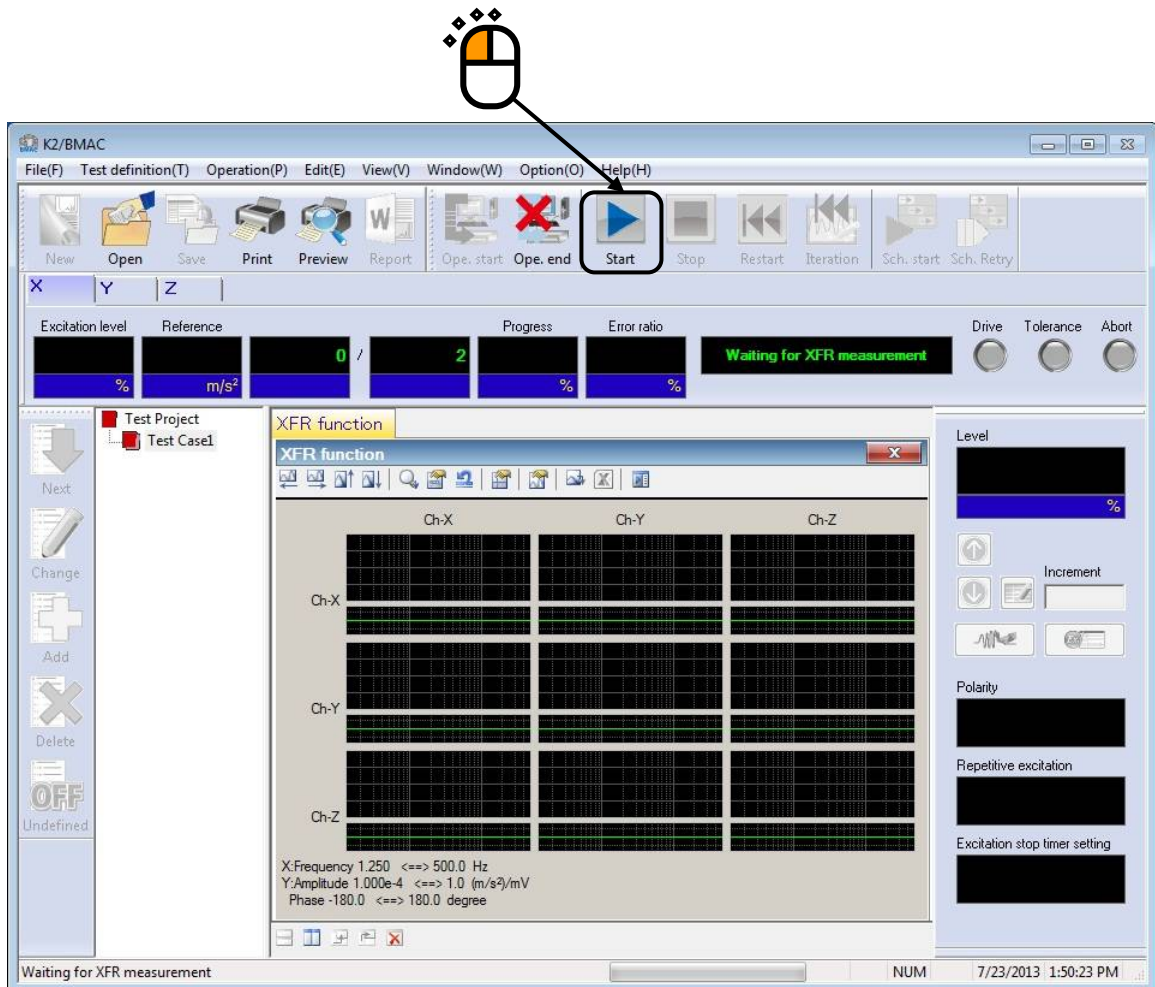 K2/BMAC
File(F) Test definition(T) Operation(P) Edit(E) View(V) Window(W) Option(O) Help(H)
New Open Save Print Preview Report Ope. start Ope. end Start Stop Restart Iteration Sch. start Sch. Retry
X Y Z
Excitation level Reference Progress Error ratio Drive Tolerance Abort
0 / 2 Waiting for XFR measurement
% m/s² % %
Test Project
Test Case1
Next
Change
Add
Delete
OFF
Undefined
XFR function
XFR function
Ch-X Ch-Y Ch-Z
Ch-X
Ch-Y
Ch-Z
X:Frequency 1.250 <==> 500.0 Hz
Y:Amplitude 1.000e-4 <==> 1.0 (m/s²)/mV
Phase -180.0 <==> 180.0 degree
Level
%
Increment
Polarity
Repetitive excitation
Excitation stop timer setting
Waiting for XFR measurement NUM 7/23/2013 1:50:23 PM